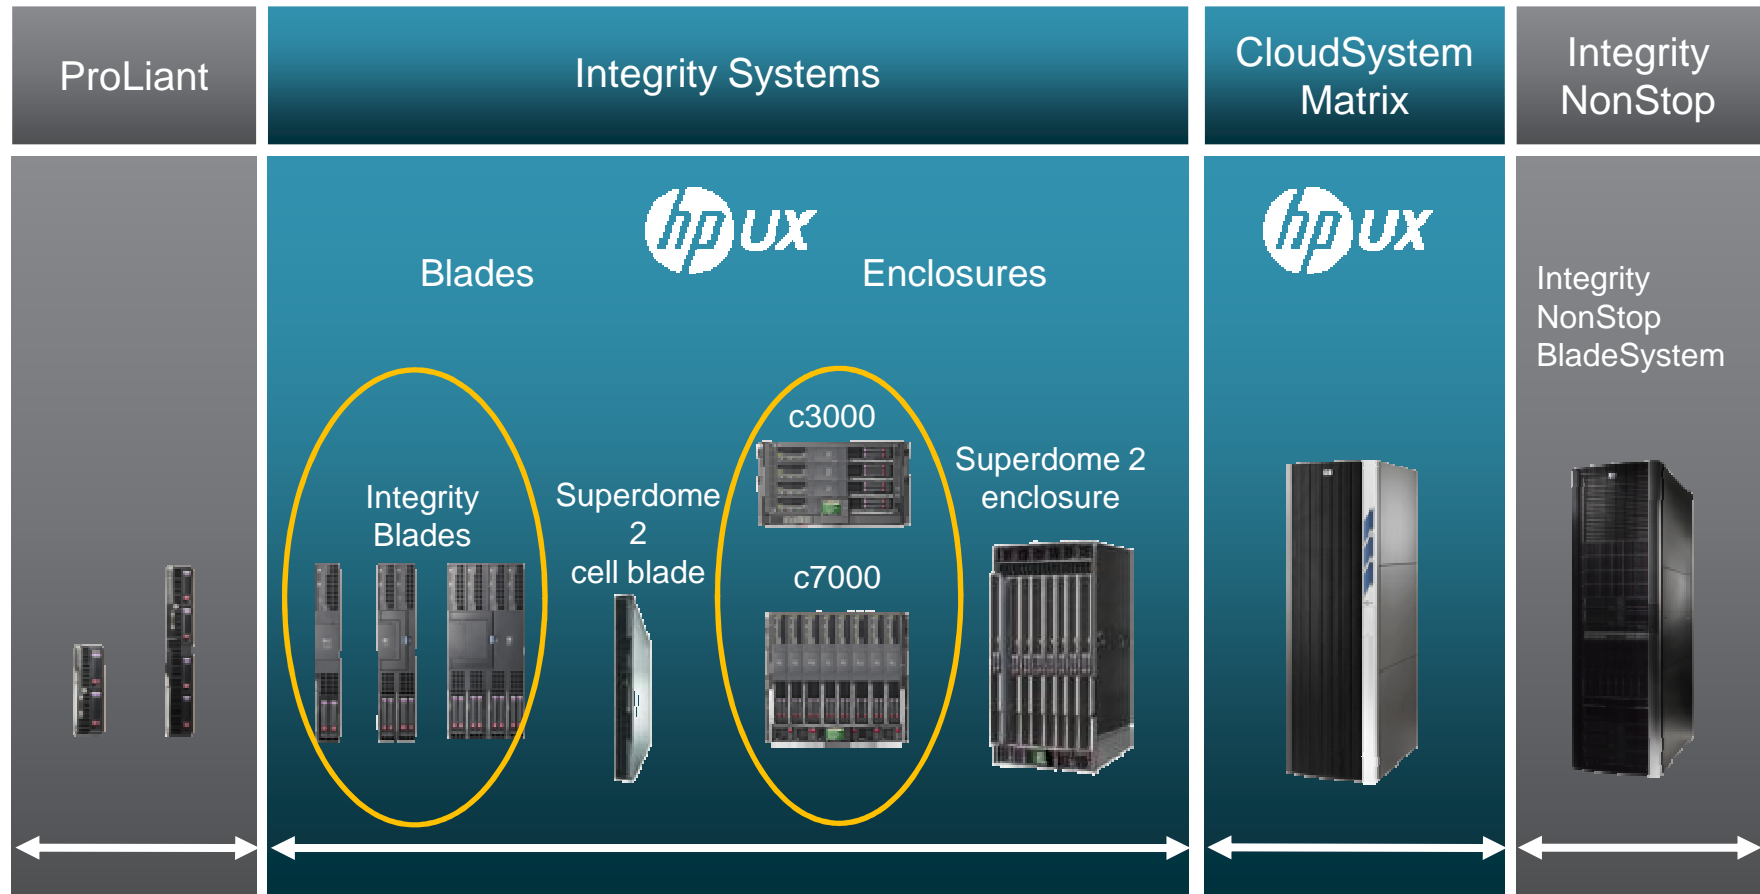 ProLiant
Integrity Systems
CloudSystem
Matrix
Integrity
NonStop
hp UX
Blades
Enclosures
Integrity
Blades
Superdome
2
cell blade
c3000
c7000
Superdome 2
enclosure
hp UX
Integrity
NonStop
BladeSystem